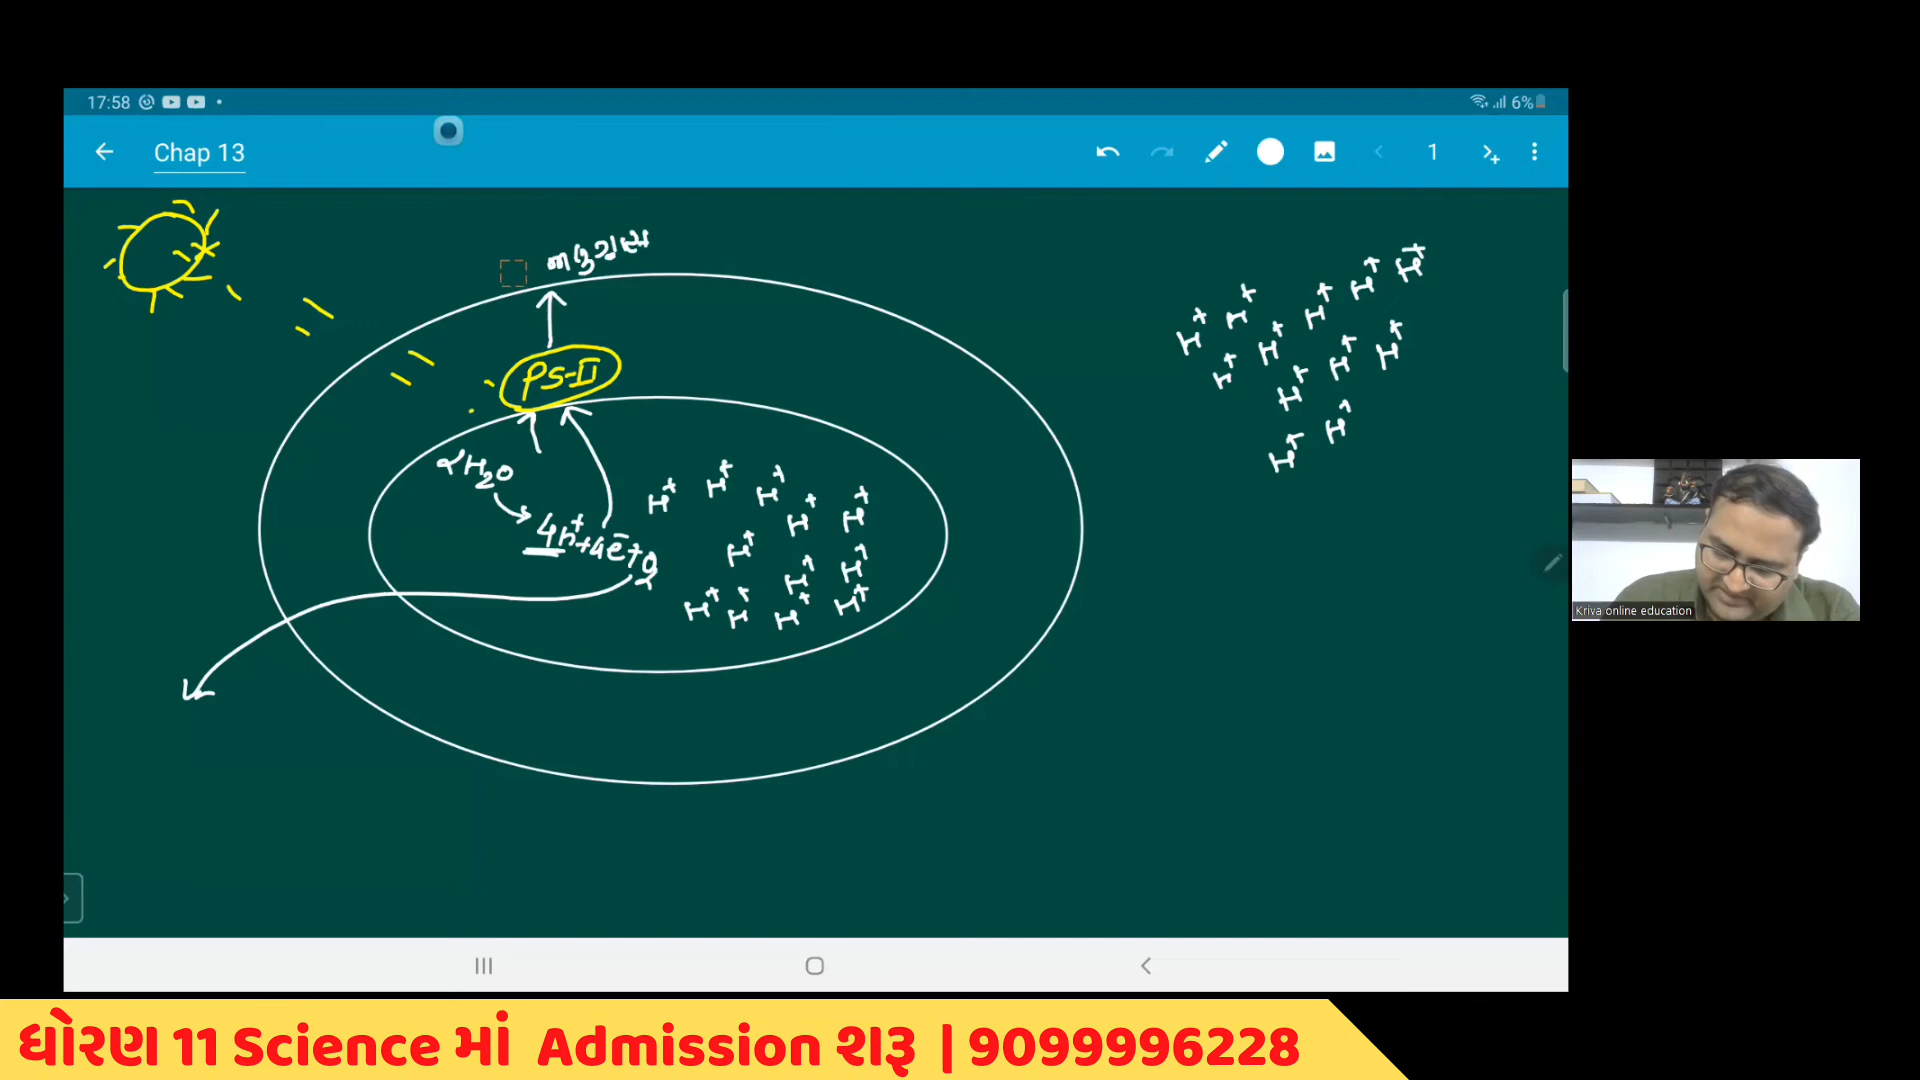 17:58
6%
Chap 13
1
PS-II
2H₂O
4H⁺+4e⁻+O₂
H⁺ H⁺ H⁺ H⁺ H⁺
H⁺ H⁺ H⁺
H⁺ H⁺ H⁺ H⁺
H⁺ H⁺ H⁺ H⁺ H⁺
H⁺ H⁺ H⁺ H⁺ H⁺
H⁺ H⁺
Kriva online education
ધોરણ 11 Science માં Admission શરૂ | 9099996228